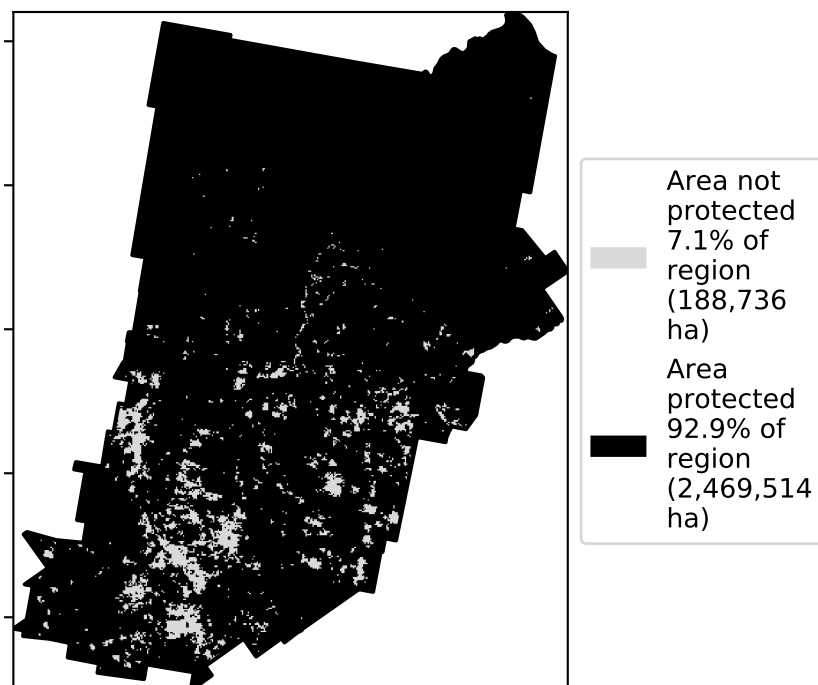 Area not
protected
7.1% of
region
(188,736
ha)
Area
protected
92.9% of
region
(2,469,514
ha)